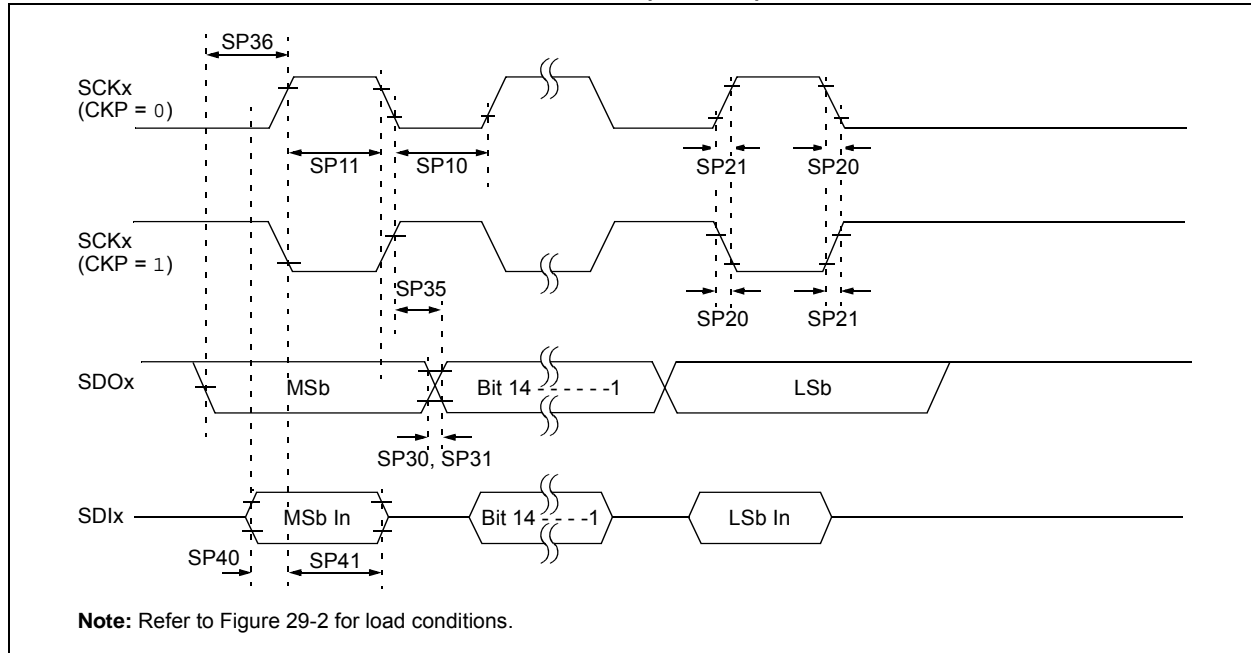 SP36
SCKx
(CKP = 0)
SP11
SP10
SP21
SP20
SCKx
(CKP = 1)
SP35
SP20
SP21
SDOx
MSb
Bit 14 - - - - - -1
LSb
SP30, SP31
SDIx
MSb In
Bit 14 - - - -1
LSb In
SP40
SP41
Note: Refer to Figure 29-2 for load conditions.